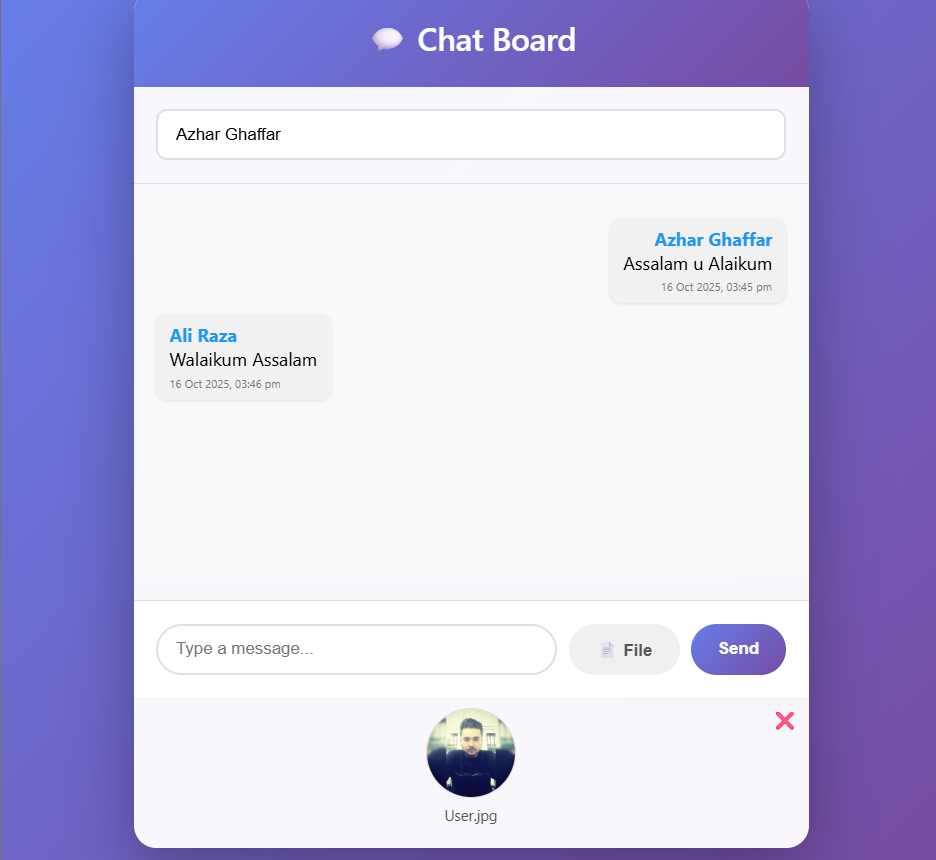 Chat Board
Azhar Ghaffar
Azhar Ghaffar
Assalam u Alaikum
16 Oct 2025, 03:45 pm
Ali Raza
Walaikum Assalam
16 Oct 2025, 03:46 pm
Type a message...
File
Send
User.jpg